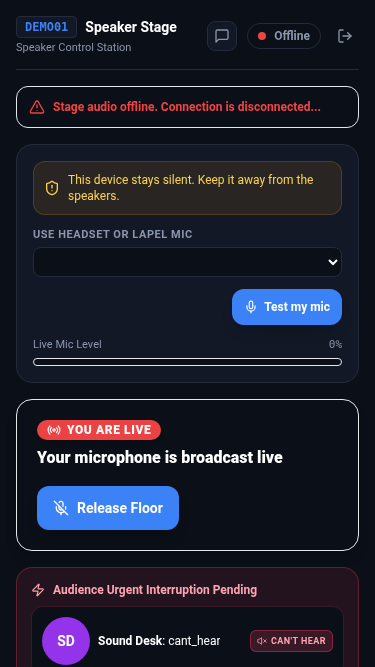 DEMO01 Speaker Stage
Speaker Control Station
Offline
Stage audio offline. Connection is disconnected...
This device stays silent. Keep it away from the
speakers.
USE HEADSET OR LAPEL MIC
Test my mic
Live Mic Level 0%
YOU ARE LIVE
Your microphone is broadcast live
Release Floor
Audience Urgent Interruption Pending
SD Sound Desk: cant_hear CAN'T HEAR